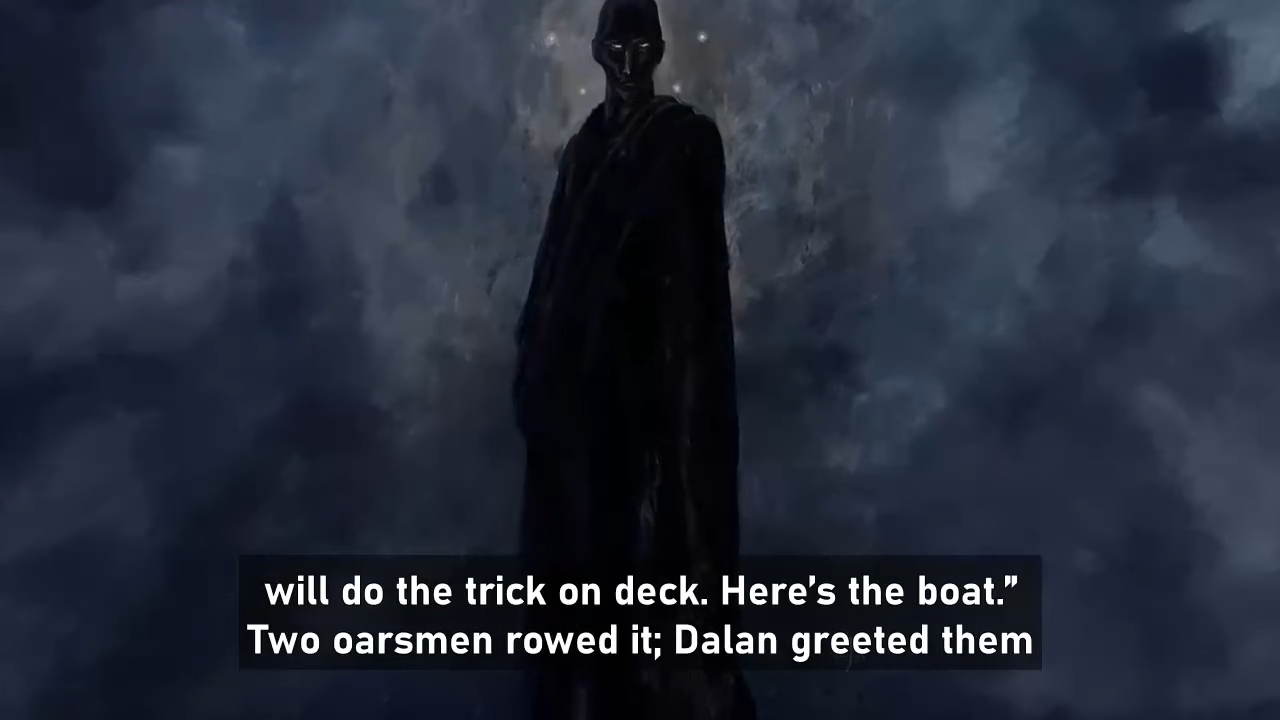 will do the trick on deck. Here’s the boat.”
Two oarsmen rowed it; Dalan greeted them